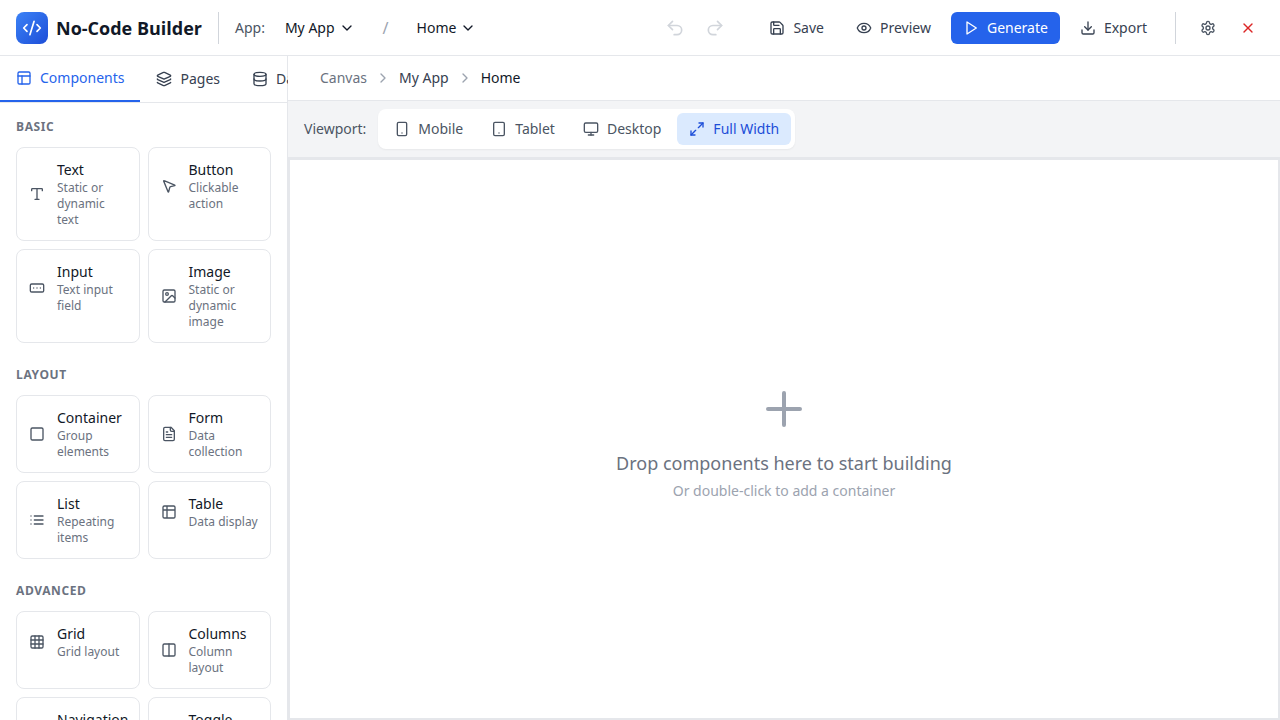 No-Code Builder
App: My App / Home
Save
Preview
Generate
Export
Components
Pages
Canvas > My App > Home
Viewport: Mobile Tablet Desktop Full Width
BASIC
Text
Static or
dynamic
text
Button
Clickable
action
Input
Text input
field
Image
Static or
dynamic
image
LAYOUT
Container
Group
elements
Form
Data
collection
List
Repeating
items
Table
Data display
ADVANCED
Grid
Grid layout
Columns
Column
layout
Navigation
Toggle
Drop components here to start building
Or double-click to add a container